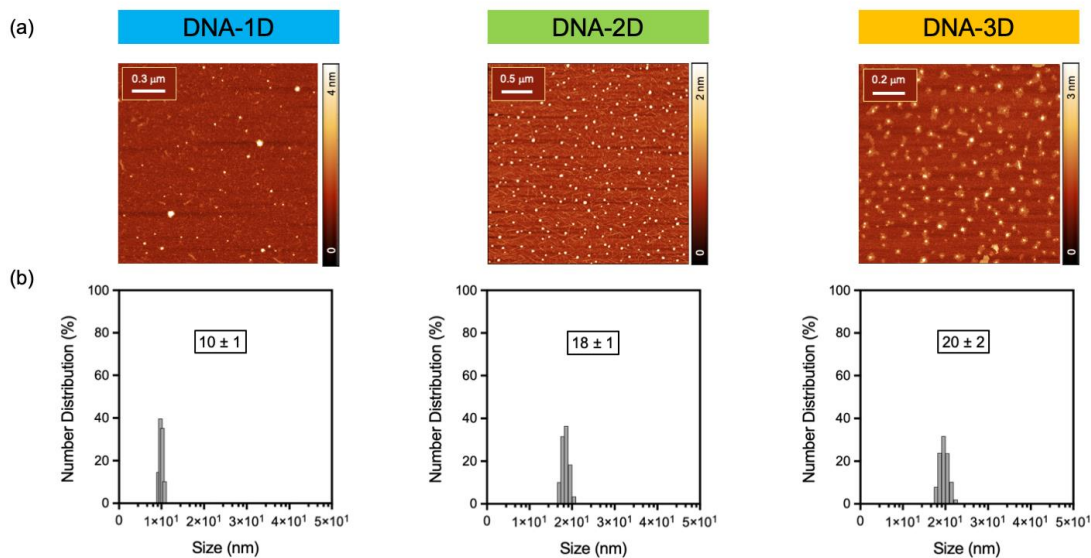 (a)
DNA-1D
DNA-2D
DNA-3D
0.3 μm
4 nm
0
0.5 μm
2 nm
0
0.2 μm
3 nm
0
(b)
Number Distribution (%)
100
80
60
40
20
0
10 ± 1
0 1×10¹ 2×10¹ 3×10¹ 4×10¹ 5×10¹
Size (nm)
Number Distribution (%)
100
80
60
40
20
0
18 ± 1
0 1×10¹ 2×10¹ 3×10¹ 4×10¹ 5×10¹
Size (nm)
Number Distribution (%)
100
80
60
40
20
0
20 ± 2
0 1×10¹ 2×10¹ 3×10¹ 4×10¹ 5×10¹
Size (nm)